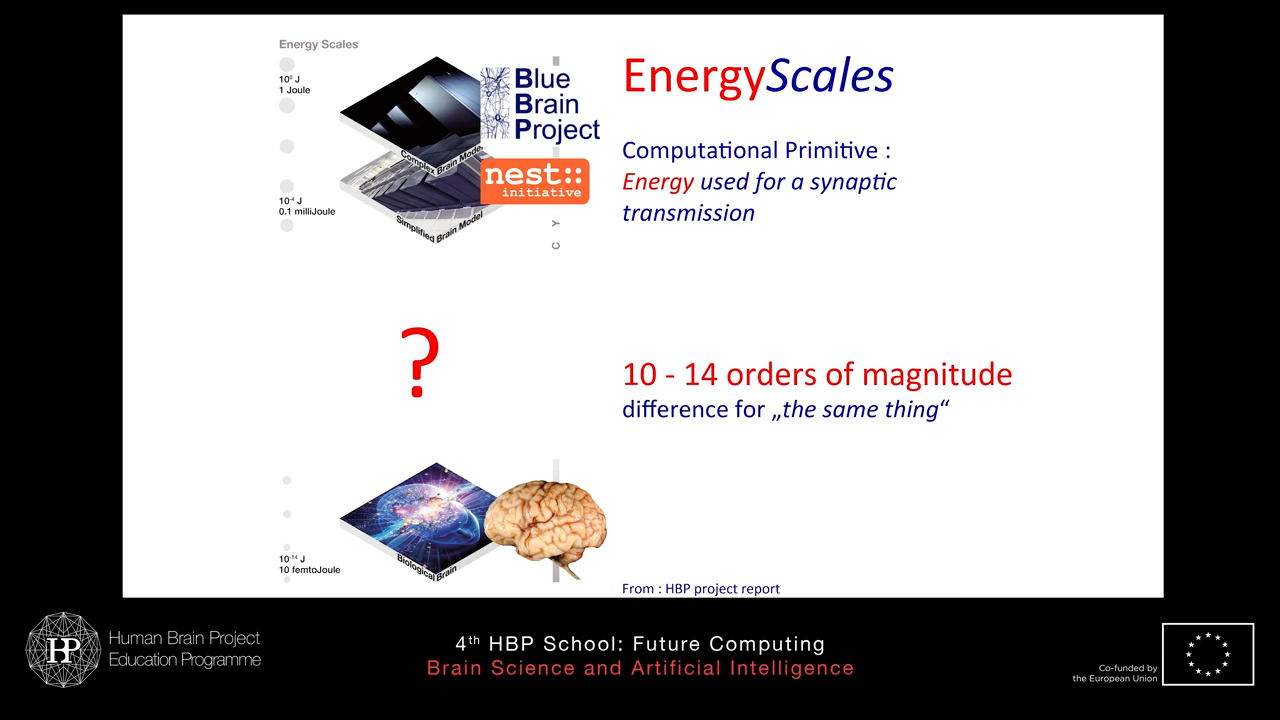 Energy Scales
10⁰ J
1 Joule
Complex Brain Model
Blue
Brain
Project
nest::
initiative
10⁻⁴ J
0.1 milliJoule
Simplified Brain Model
C Y
EnergyScales
Computational Primitive :
Energy used for a synaptic
transmission
?
10 - 14 orders of magnitude
difference for „the same thing“
10⁻¹⁴ J
10 femtoJoule
Biological Brain
From : HBP project report
HBP
Human Brain Project
Education Programme
4ᵗʰ HBP School: Future Computing
Brain Science and Artificial Intelligence
Co-funded by
the European Union